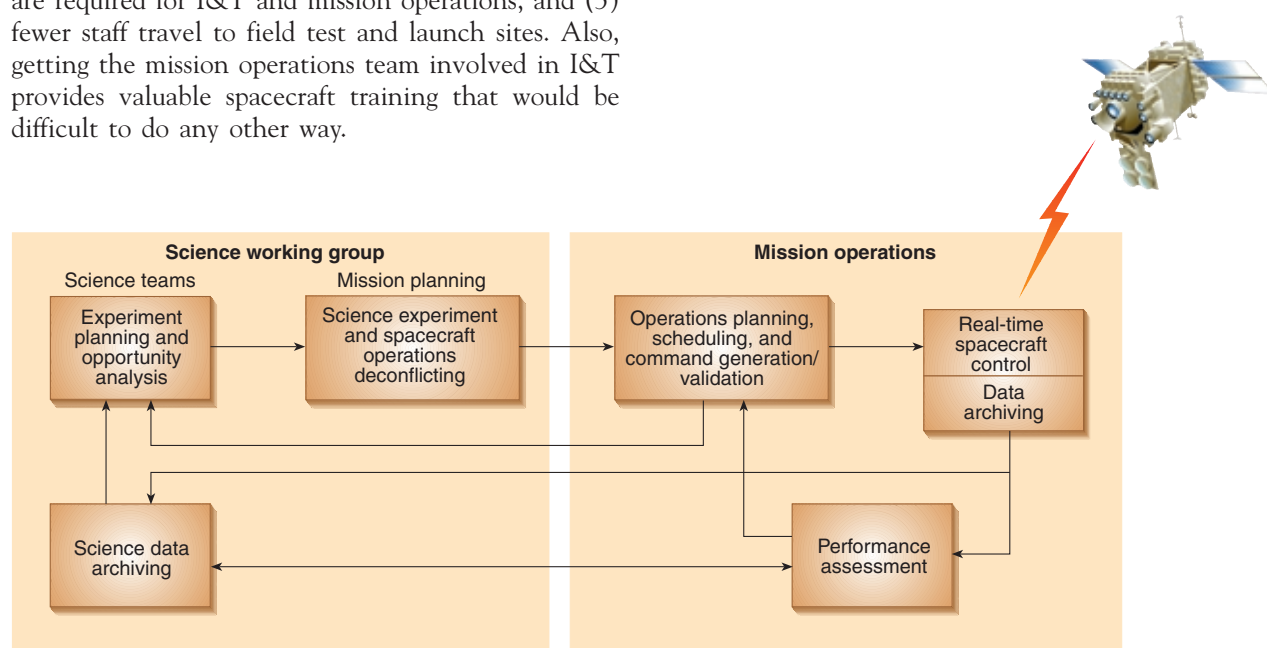 are required for I&T and mission operations, and (5)
fewer staff travel to field test and launch sites. Also,
getting the mission operations team involved in I&T
provides valuable spacecraft training that would be
difficult to do any other way.
Science working group
Science teams
Mission planning
Experiment
planning and
opportunity
analysis
Science experiment
and spacecraft
operations
deconflicting
Science data
archiving
Mission operations
Operations planning,
scheduling, and
command generation/
validation
Real-time
spacecraft
control
Data
archiving
Performance
assessment